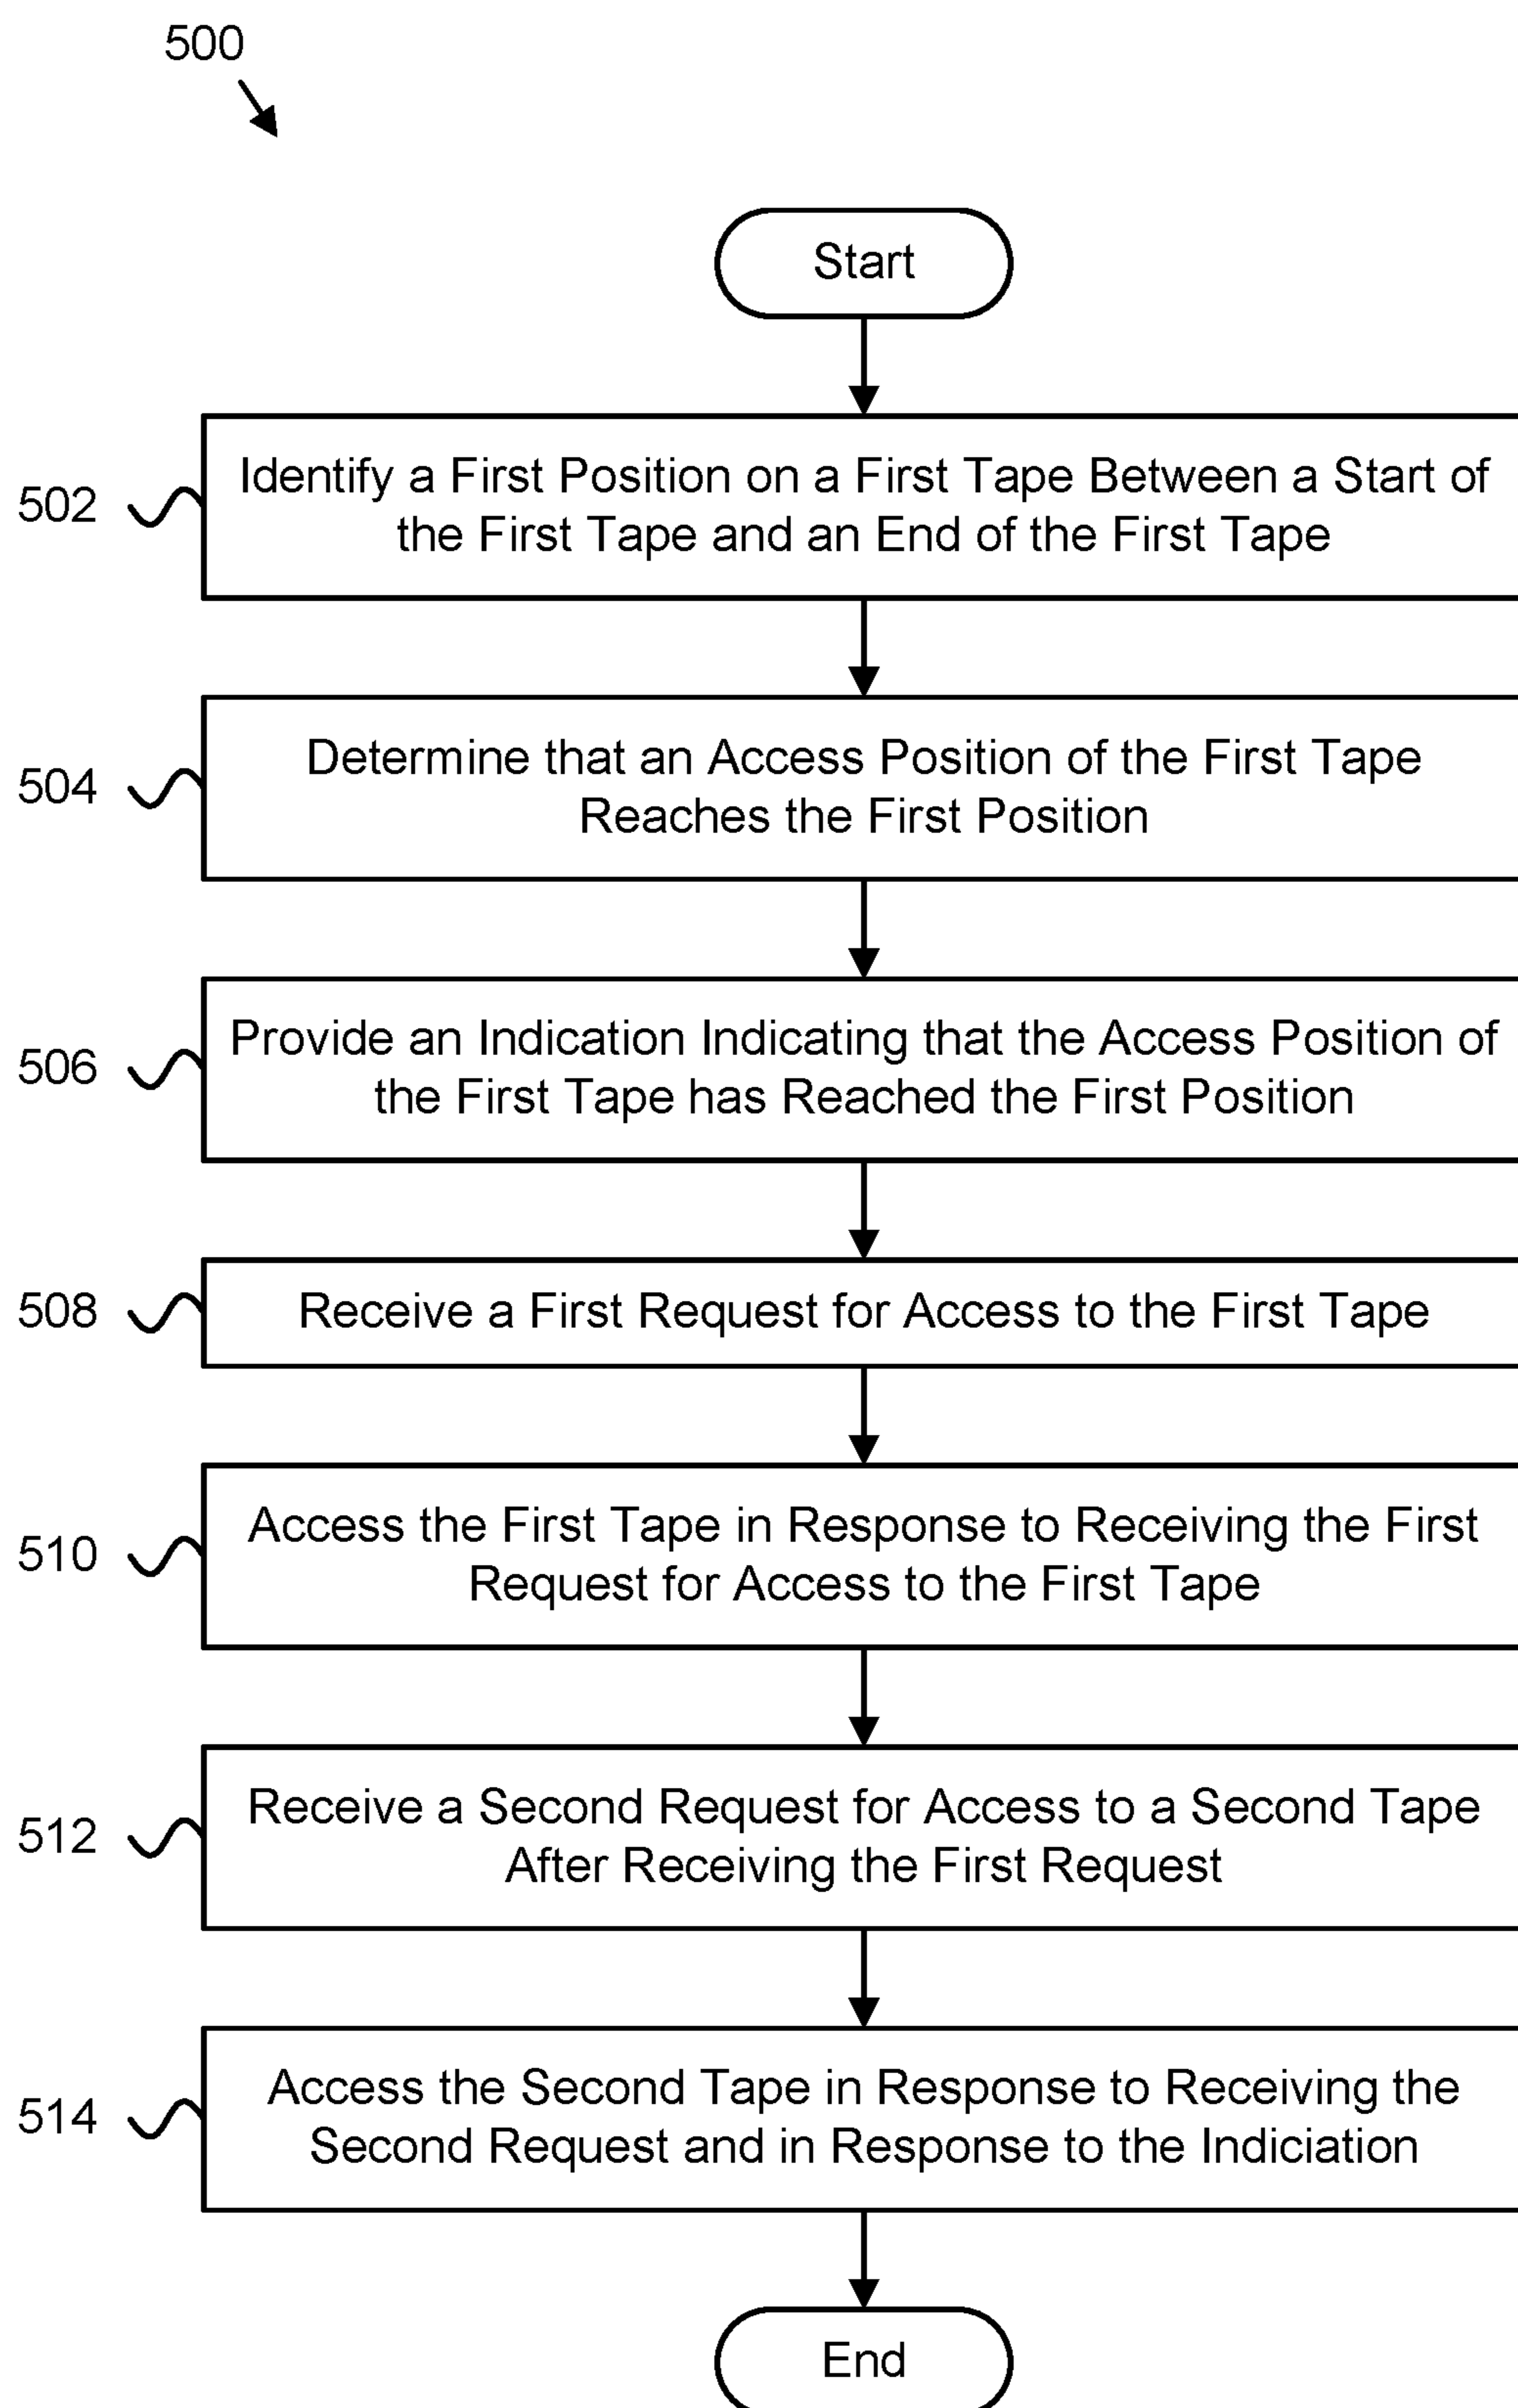 500
Start
502
Identify a First Position on a First Tape Between a Start of
the First Tape and an End of the First Tape
504
Determine that an Access Position of the First Tape
Reaches the First Position
506
Provide an Indication Indicating that the Access Position of
the First Tape has Reached the First Position
508
Receive a First Request for Access to the First Tape
510
Access the First Tape in Response to Receiving the First
Request for Access to the First Tape
512
Receive a Second Request for Access to a Second Tape
After Receiving the First Request
514
Access the Second Tape in Response to Receiving the
Second Request and in Response to the Indiciation
End